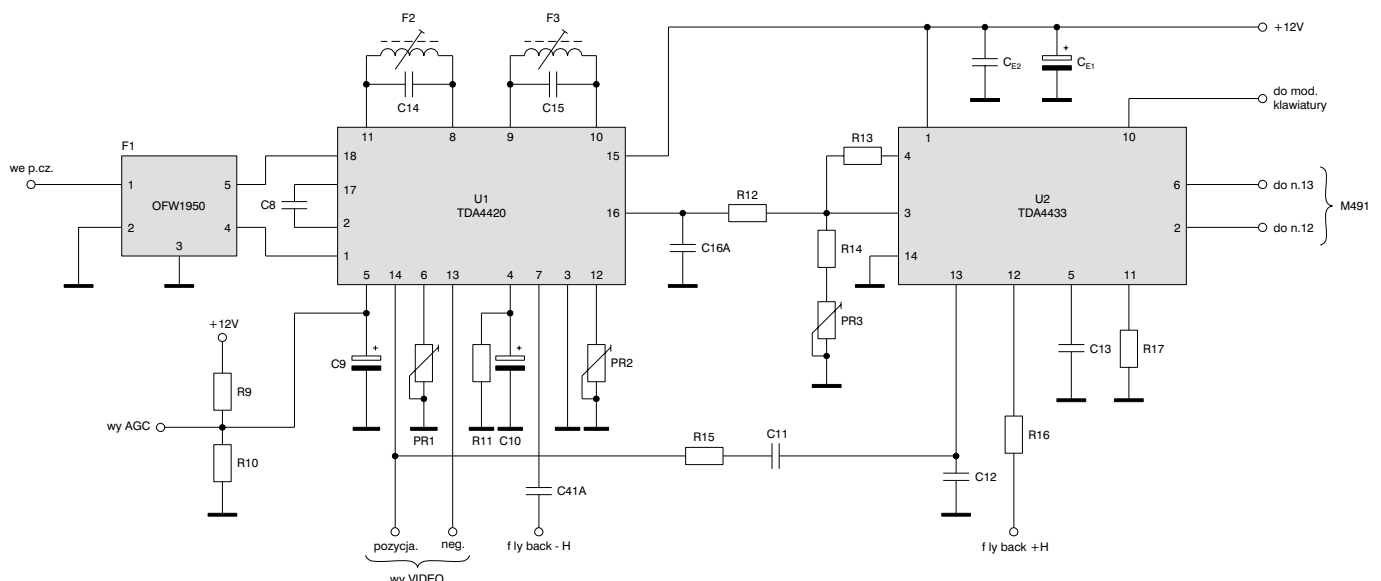 F2
F3
+12V
C14
C15
+
CE2
CE1
do mod.
klawiatury
F1
we p.cz.
1
2
3
5
4
OFW1950
C8
11
8
9
10
18
17
2
1
15
16
U1
TDA4420
5
14
6
13
4
7
3
12
R12
R13
C16A
R14
PR3
1
10
4
3
14
6
2
U2
TDA4433
13
12
5
11
do n.13
do n.12
M491
+12V
R9
wy AGC
R10
C9
+
PR1
R11
+
C10
PR2
C13
R17
R15
C11
R16
C12
C41A
pozycja.
neg.
f ly back - H
f ly back +H
wy VIDEO